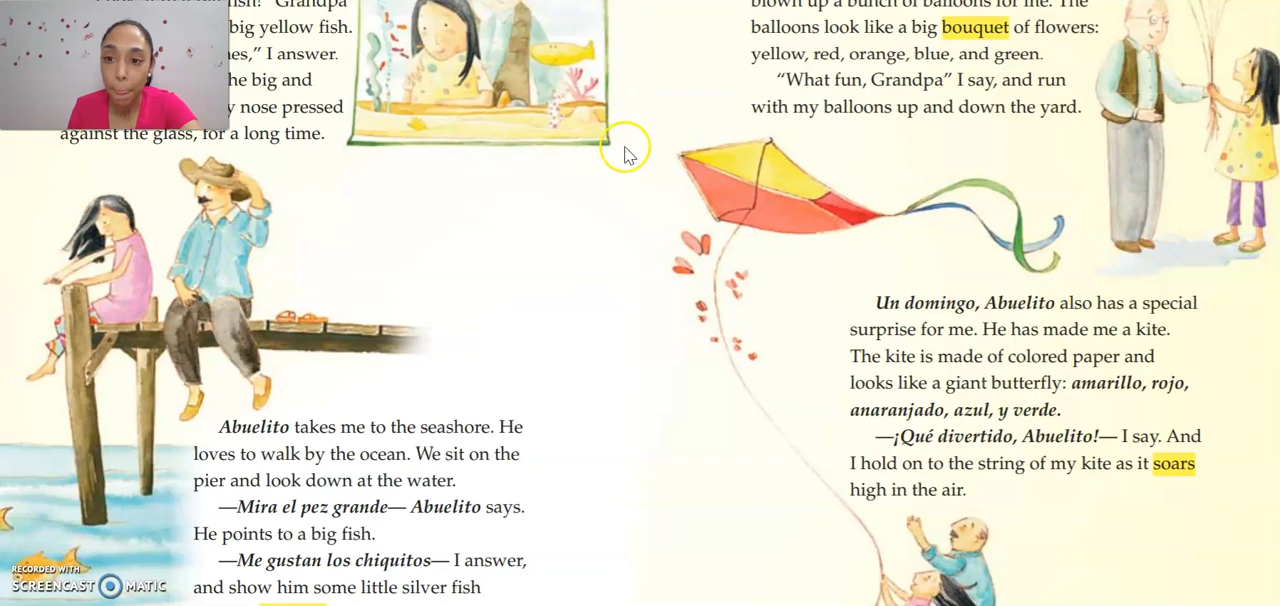 fish!" Grandpa
big yellow fish.
es," I answer.
he big and
y nose pressed
against the glass, for a long time.
Abuelito takes me to the seashore. He
loves to walk by the ocean. We sit on the
pier and look down at the water.
—Mira el pez grande— Abuelito says.
He points to a big fish.
—Me gustan los chiquitos— I answer,
and show him some little silver fish
blown up a bunch of balloons for me. The
balloons look like a big bouquet of flowers:
yellow, red, orange, blue, and green.
"What fun, Grandpa" I say, and run
with my balloons up and down the yard.
Un domingo, Abuelito also has a special
surprise for me. He has made me a kite.
The kite is made of colored paper and
looks like a giant butterfly: amarillo, rojo,
anaranjado, azul, y verde.
—¡Qué divertido, Abuelito!— I say. And
I hold on to the string of my kite as it soars
high in the air.
RECORDED WITH
SCREENCAST MATIC